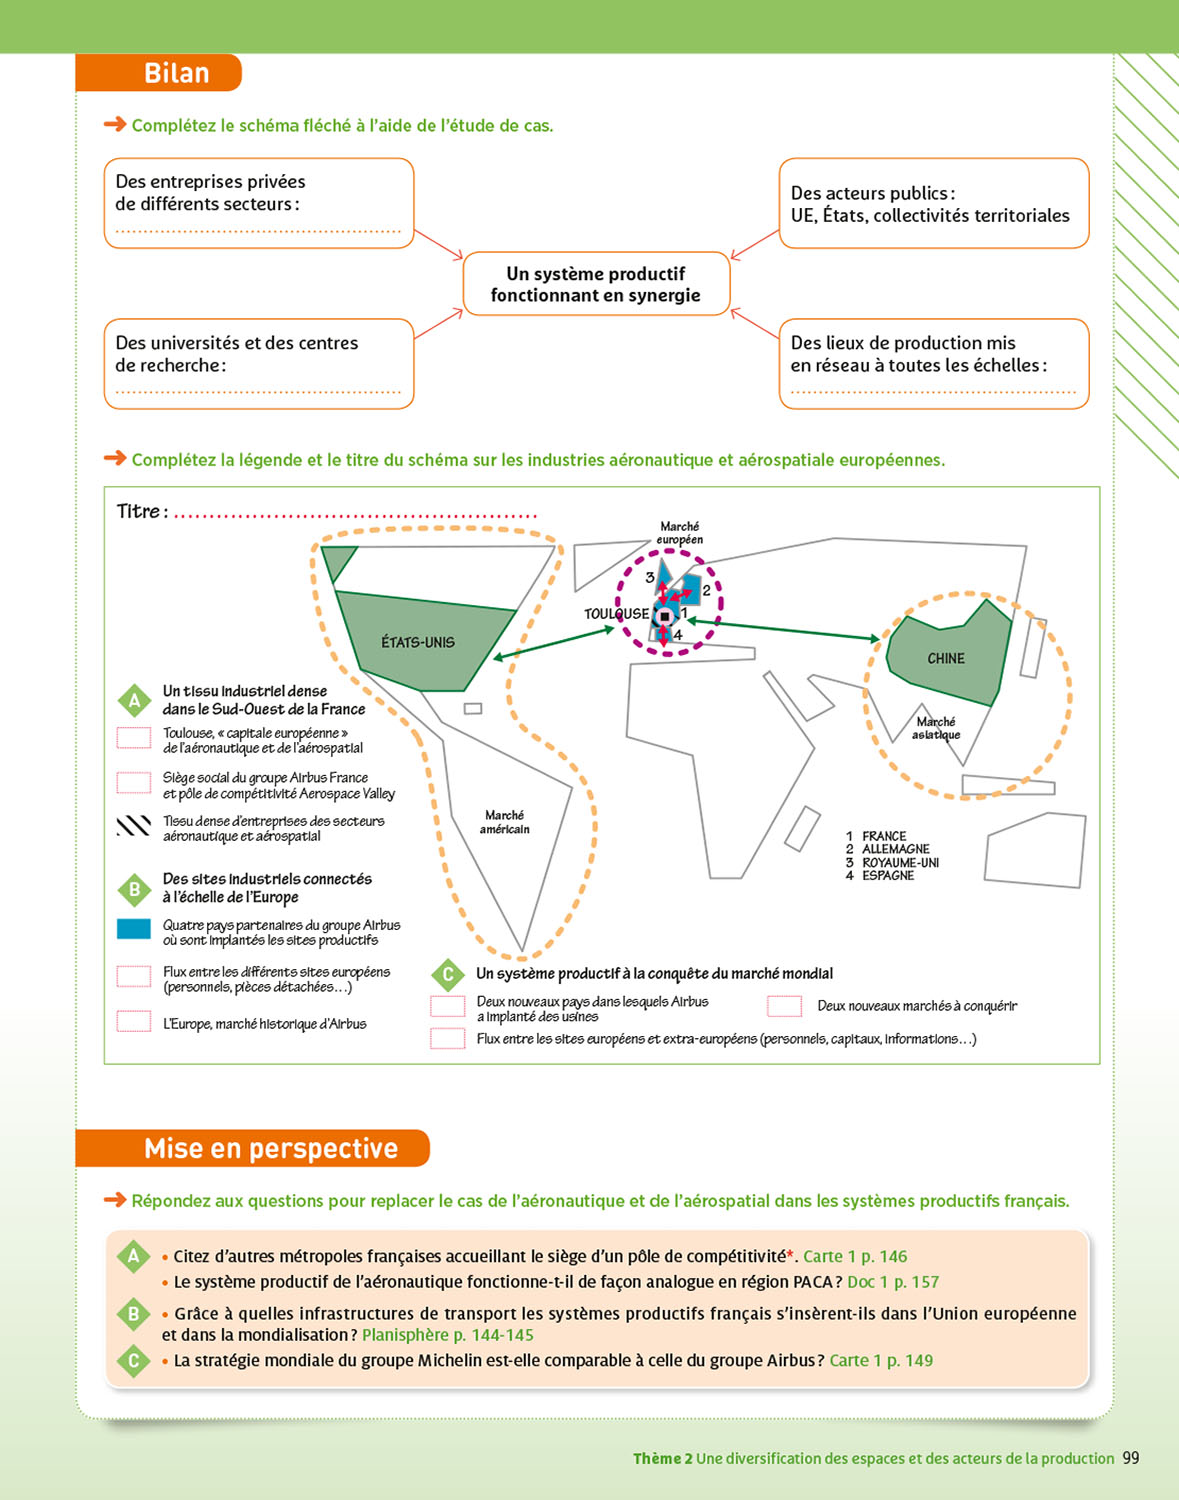 Bilan
➔ Complétez le schéma fléché à l'aide de l'étude de cas.
Des entreprises privées
de différents secteurs :
Des acteurs publics :
UE, États, collectivités territoriales
Un système productif
fonctionnant en synergie
Des universités et des centres
de recherche :
Des lieux de production mis
en réseau à toutes les échelles :
➔ Complétez la légende et le titre du schéma sur les industries aéronautique et aérospatiale européennes.
Titre :
Marché
européen
3
2
TOULOUSE
1
4
ÉTATS-UNIS
CHINE
Marché
asiatique
Marché
américain
1 FRANCE
2 ALLEMAGNE
3 ROYAUME-UNI
4 ESPAGNE
A
Un tissu industriel dense
dans le Sud-Ouest de la France
Toulouse, « capitale européenne »
de l'aéronautique et de l'aérospatial
Siège social du groupe Airbus France
et pôle de compétitivité Aerospace Valley
Tissu dense d'entreprises des secteurs
aéronautique et aérospatial
B
Des sites industriels connectés
à l'échelle de l'Europe
Quatre pays partenaires du groupe Airbus
où sont implantés les sites productifs
Flux entre les différents sites européens
(personnels, pièces détachées…)
L'Europe, marché historique d'Airbus
C
Un système productif à la conquête du marché mondial
Deux nouveaux pays dans lesquels Airbus
a implanté des usines
Deux nouveaux marchés à conquérir
Flux entre les sites européens et extra-européens (personnels, capitaux, informations…)
Mise en perspective
➔ Répondez aux questions pour replacer le cas de l'aéronautique et de l'aérospatial dans les systèmes productifs français.
A • Citez d'autres métropoles françaises accueillant le siège d'un pôle de compétitivité*. Carte 1 p. 146
• Le système productif de l'aéronautique fonctionne-t-il de façon analogue en région PACA ? Doc 1 p. 157
B • Grâce à quelles infrastructures de transport les systèmes productifs français s'insèrent-ils dans l'Union européenne
et dans la mondialisation ? Planisphère p. 144-145
C • La stratégie mondiale du groupe Michelin est-elle comparable à celle du groupe Airbus ? Carte 1 p. 149
Thème 2 Une diversification des espaces et des acteurs de la production 99